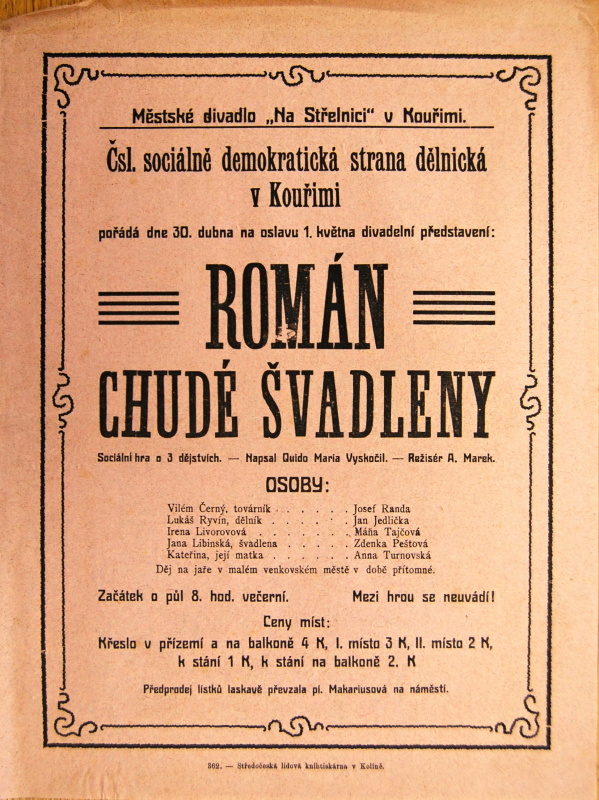 Městské divadlo „Na Střelnici" v Kouřimi.
Čsl. sociálně demokratická strana dělnická
v Kouřimi
pořádá dne 30. dubna na oslavu 1. května divadelní představení:
ROMÁN
CHUDÉ ŠVADLENY
Sociální hra o 3 dějstvích. — Napsal Quido Maria Vyskočil. — Režisér A. Marek.
OSOBY:
Vilém Černý, továrník . . . . . . Josef Randa
Lukáš Ryvín, dělník . . . . . . Jan Jedlička
Irena Livorovová . . . . . . . Máňa Tajčová
Jana Libinská, švadlena . . . . . Zdenka Peštová
Kateřina, její matka . . . . . . Anna Turnovská
Děj na jaře v malém venkovském městě v době přítomné.
Začátek o půl 8. hod. večerní. Mezi hrou se neuvádí!
Ceny míst:
Křeslo v přízemí a na balkoně 4 K, I. místo 3 K, II. místo 2 K,
k stání 1 K, k stání na balkoně 2. K
Předprodej lístků laskavě převzala pí. Makariusová na náměstí.
362. — Středočeská lidová knihtiskárna v Kolíně.